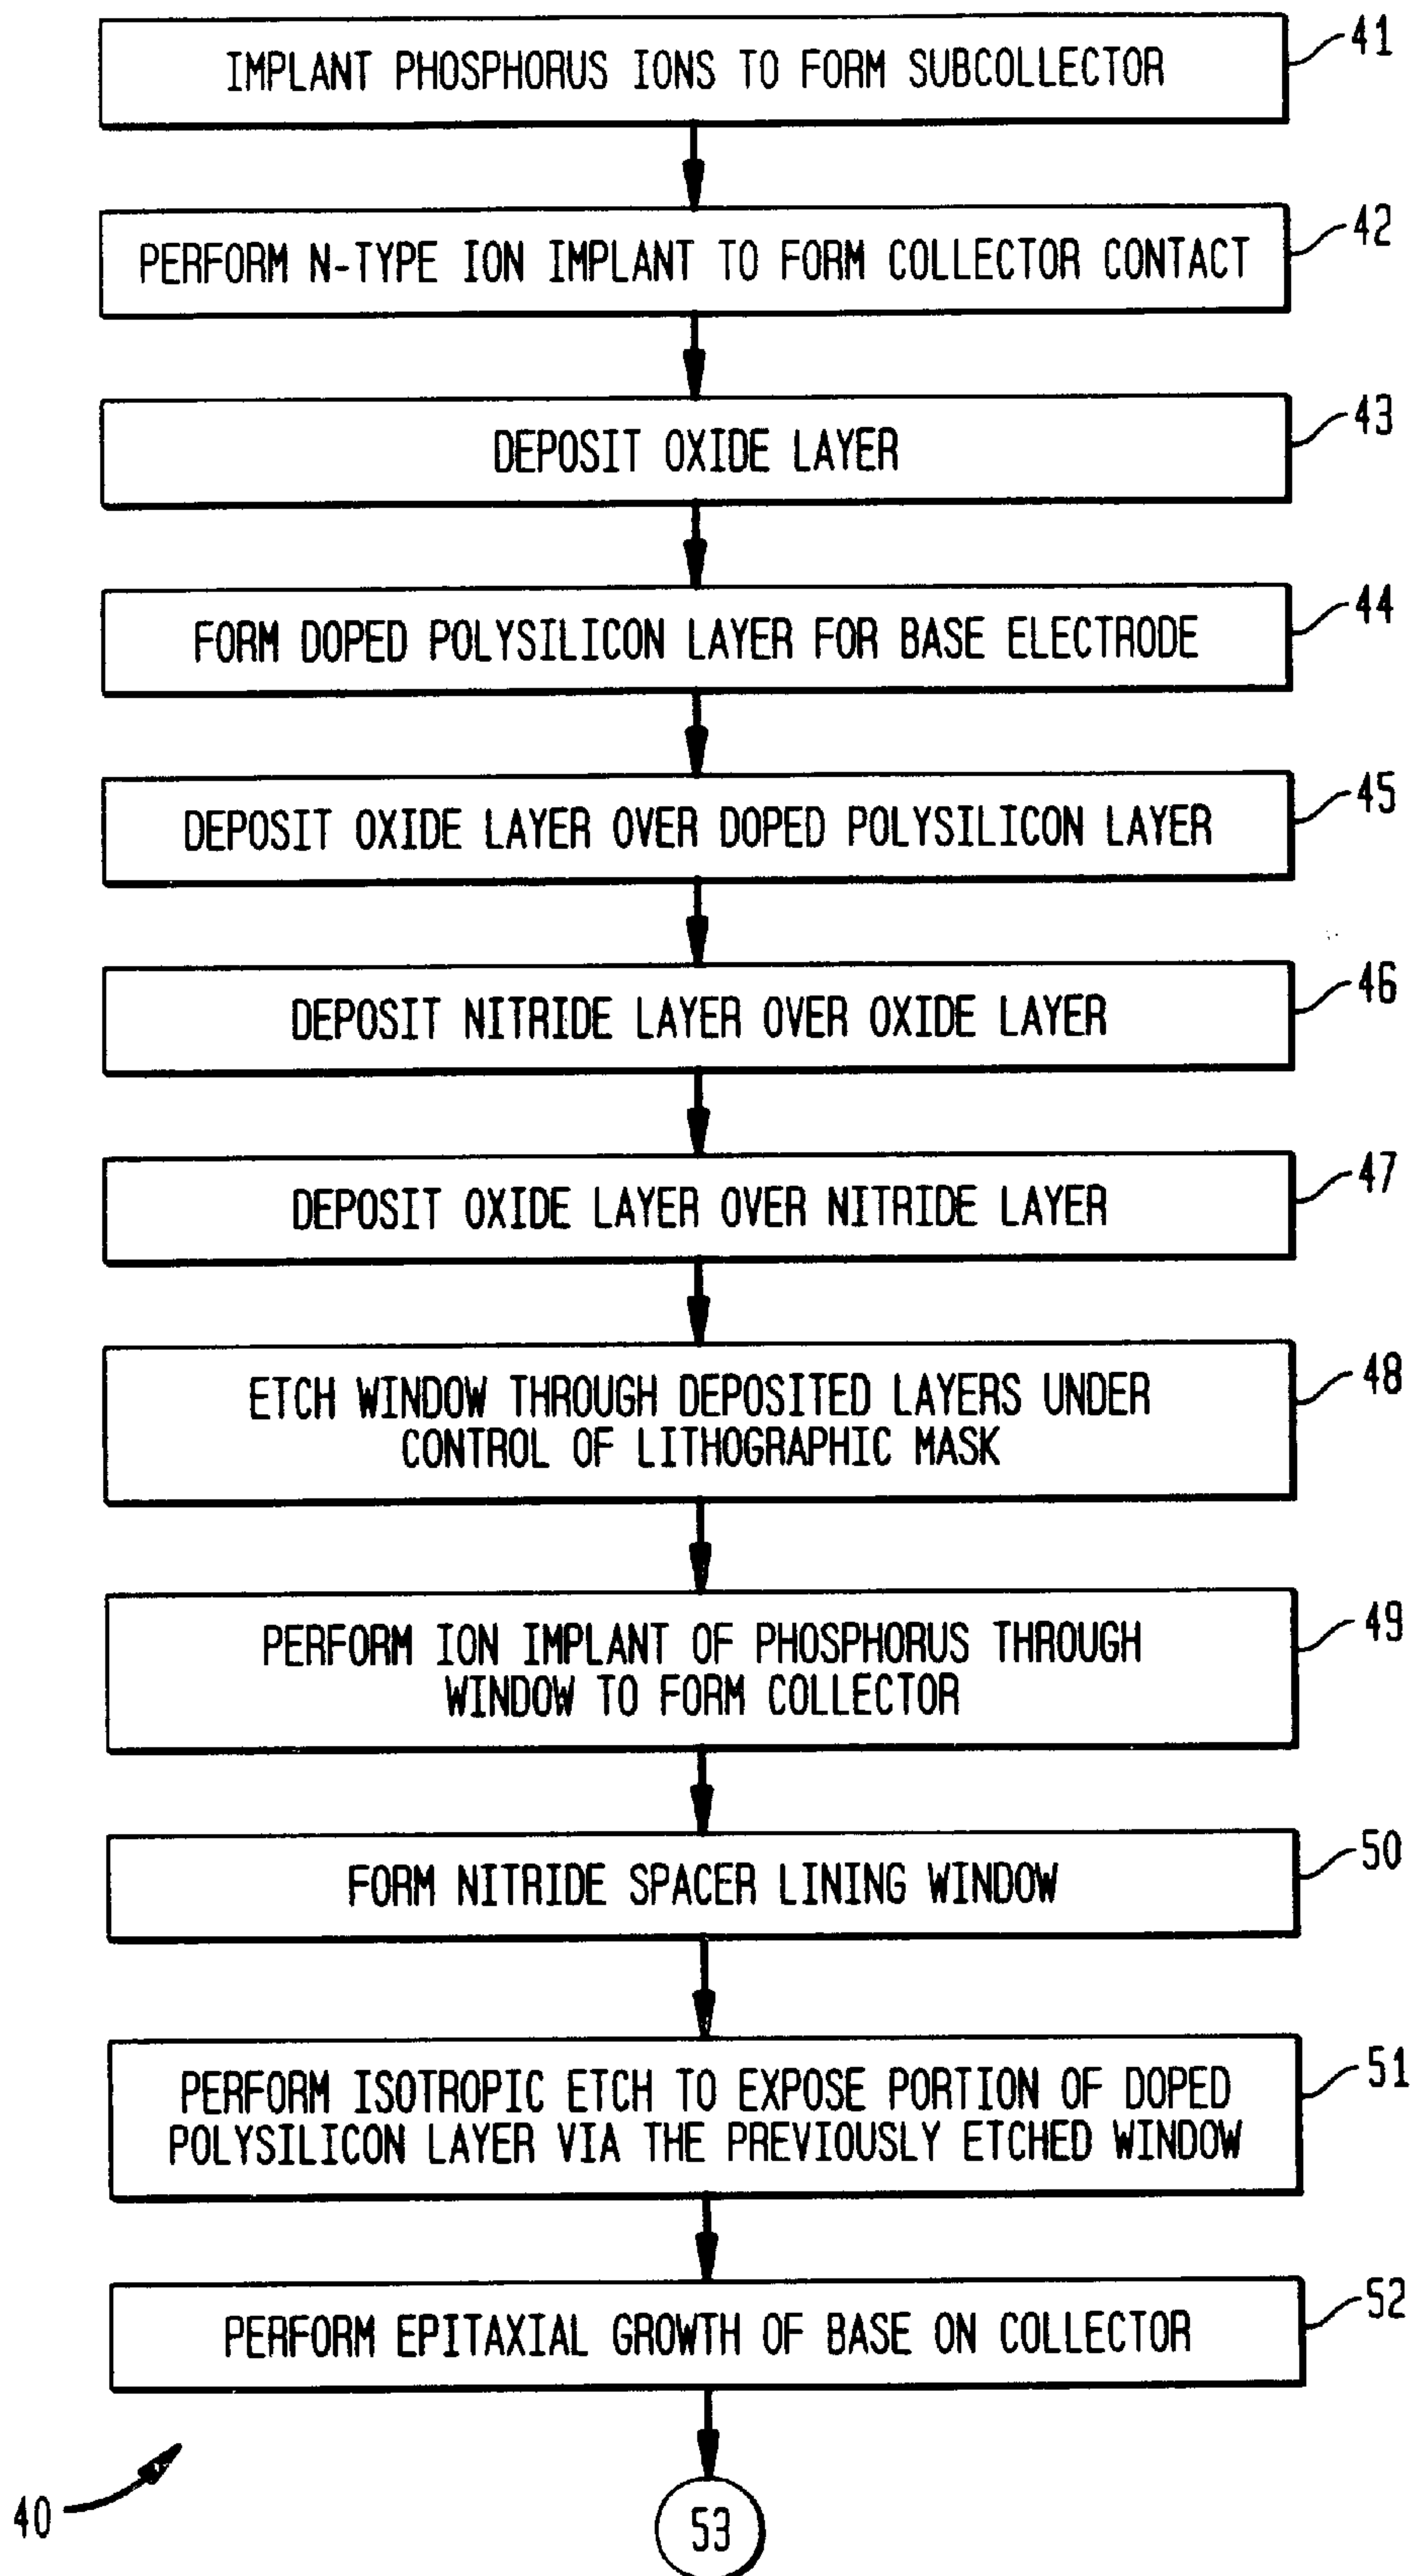 IMPLANT PHOSPHORUS IONS TO FORM SUBCOLLECTOR
41
PERFORM N-TYPE ION IMPLANT TO FORM COLLECTOR CONTACT
42
DEPOSIT OXIDE LAYER
43
FORM DOPED POLYSILICON LAYER FOR BASE ELECTRODE
44
DEPOSIT OXIDE LAYER OVER DOPED POLYSILICON LAYER
45
DEPOSIT NITRIDE LAYER OVER OXIDE LAYER
46
DEPOSIT OXIDE LAYER OVER NITRIDE LAYER
47
ETCH WINDOW THROUGH DEPOSITED LAYERS UNDER
CONTROL OF LITHOGRAPHIC MASK
48
PERFORM ION IMPLANT OF PHOSPHORUS THROUGH
WINDOW TO FORM COLLECTOR
49
FORM NITRIDE SPACER LINING WINDOW
50
PERFORM ISOTROPIC ETCH TO EXPOSE PORTION OF DOPED
POLYSILICON LAYER VIA THE PREVIOUSLY ETCHED WINDOW
51
PERFORM EPITAXIAL GROWTH OF BASE ON COLLECTOR
52
40
53